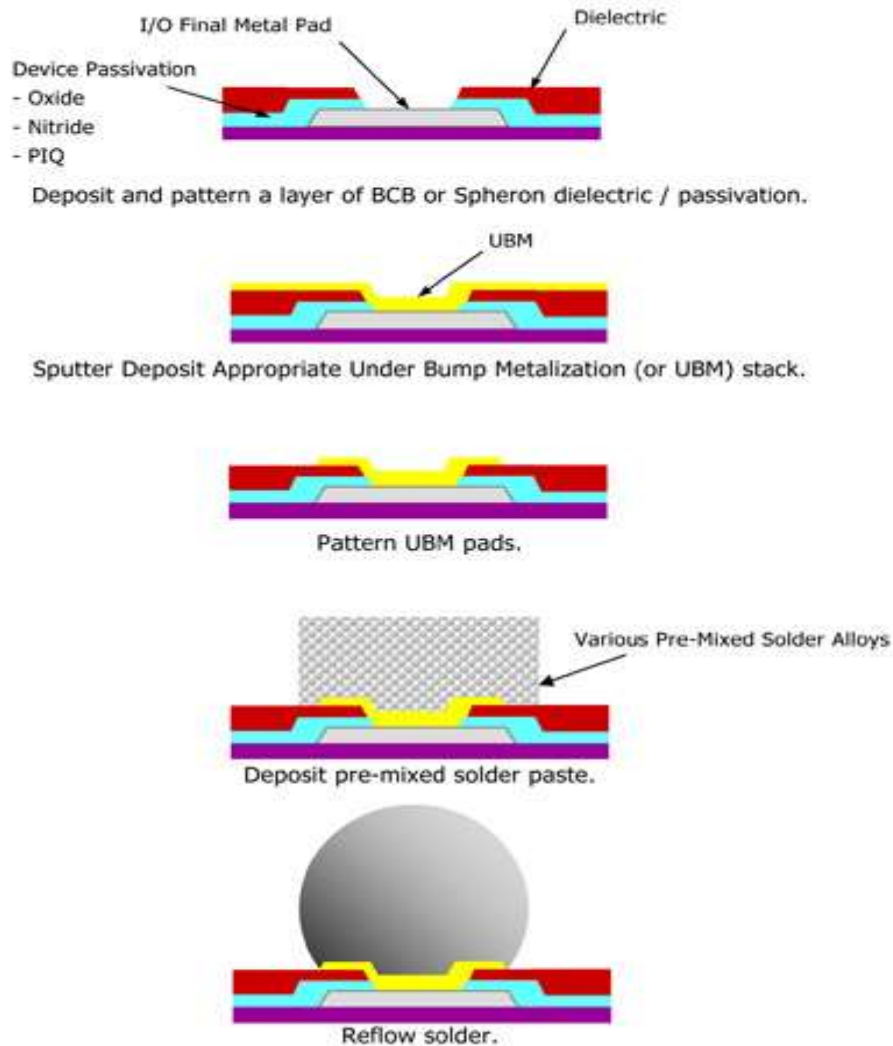 I/O Final Metal Pad
Dielectric
Device Passivation
- Oxide
- Nitride
- PIQ
Deposit and pattern a layer of BCB or Spheron dielectric / passivation.
UBM
Sputter Deposit Appropriate Under Bump Metalization (or UBM) stack.
Pattern UBM pads.
Various Pre-Mixed Solder Alloys
Deposit pre-mixed solder paste.
Reflow solder.